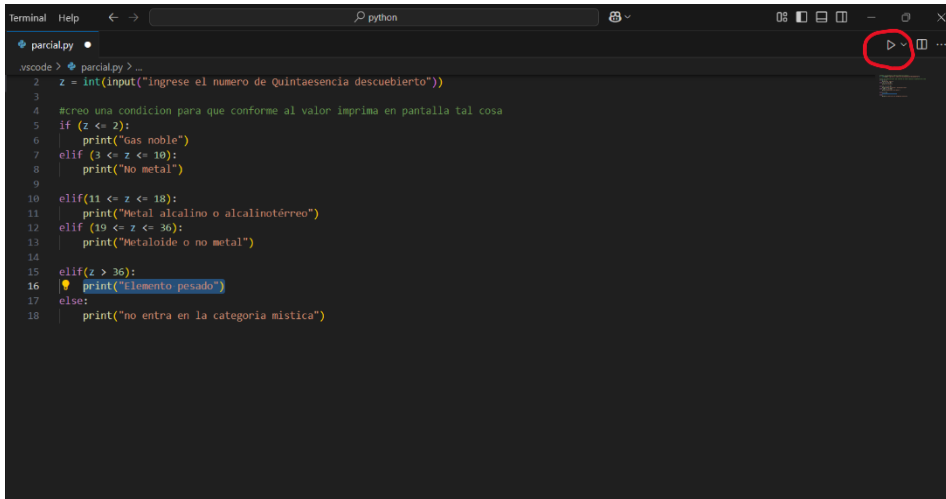 Terminal Help python
parcial.py
.vscode > parcial.py > ...
2 z = int(input("ingrese el numero de Quintaesencia descuebierto"))
3
4 #creo una condicion para que conforme al valor imprima en pantalla tal cosa
5 if (z <= 2):
6 print("Gas noble")
7 elif (3 <= z <= 10):
8 print("No metal")
9
10 elif(11 <= z <= 18):
11 print("Metal alcalino o alcalinotérreo")
12 elif (19 <= z <= 36):
13 print("Metaloide o no metal")
14
15 elif(z > 36):
16 print("Elemento pesado")
17 else:
18 print("no entra en la categoria mistica")